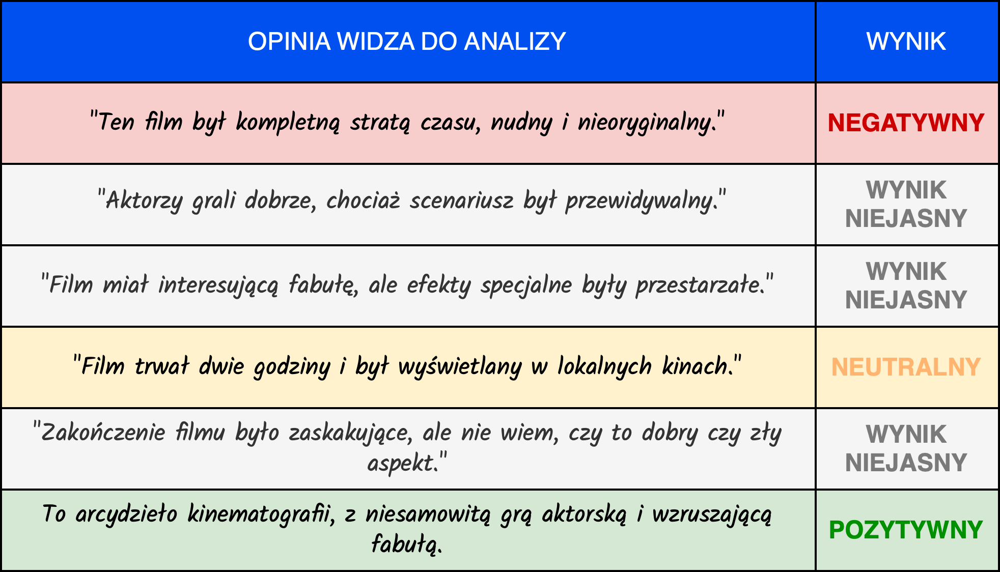 OPINIA WIDZA DO ANALIZY
WYNIK
"Ten film był kompletną stratą czasu, nudny i nieoryginalny."
NEGATYWNY
"Aktorzy grali dobrze, chociaż scenariusz był przewidywalny."
WYNIK
NIEJASNY
"Film miał interesującą fabułę, ale efekty specjalne były przestarzałe."
WYNIK
NIEJASNY
"Film trwał dwie godziny i był wyświetlany w lokalnych kinach."
NEUTRALNY
"Zakończenie filmu było zaskakujące, ale nie wiem, czy to dobry czy zły
aspekt."
WYNIK
NIEJASNY
To arcydzieło kinematografii, z niesamowitą grą aktorską i wzruszającą
fabułą.
POZYTYWNY